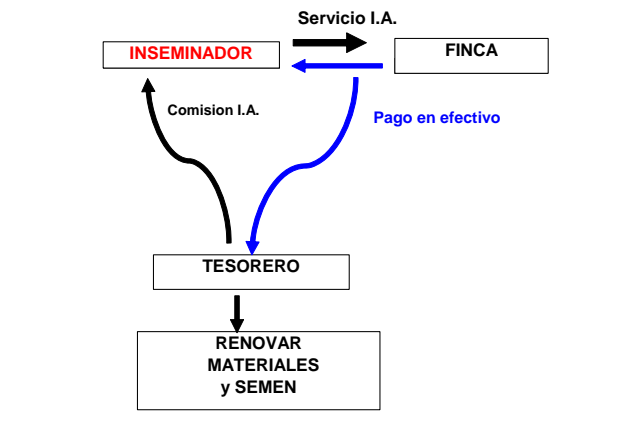 Servicio I.A.
INSEMINADOR
FINCA
Comision I.A.
Pago en efectivo
TESORERO
RENOVAR
MATERIALES
y SEMEN